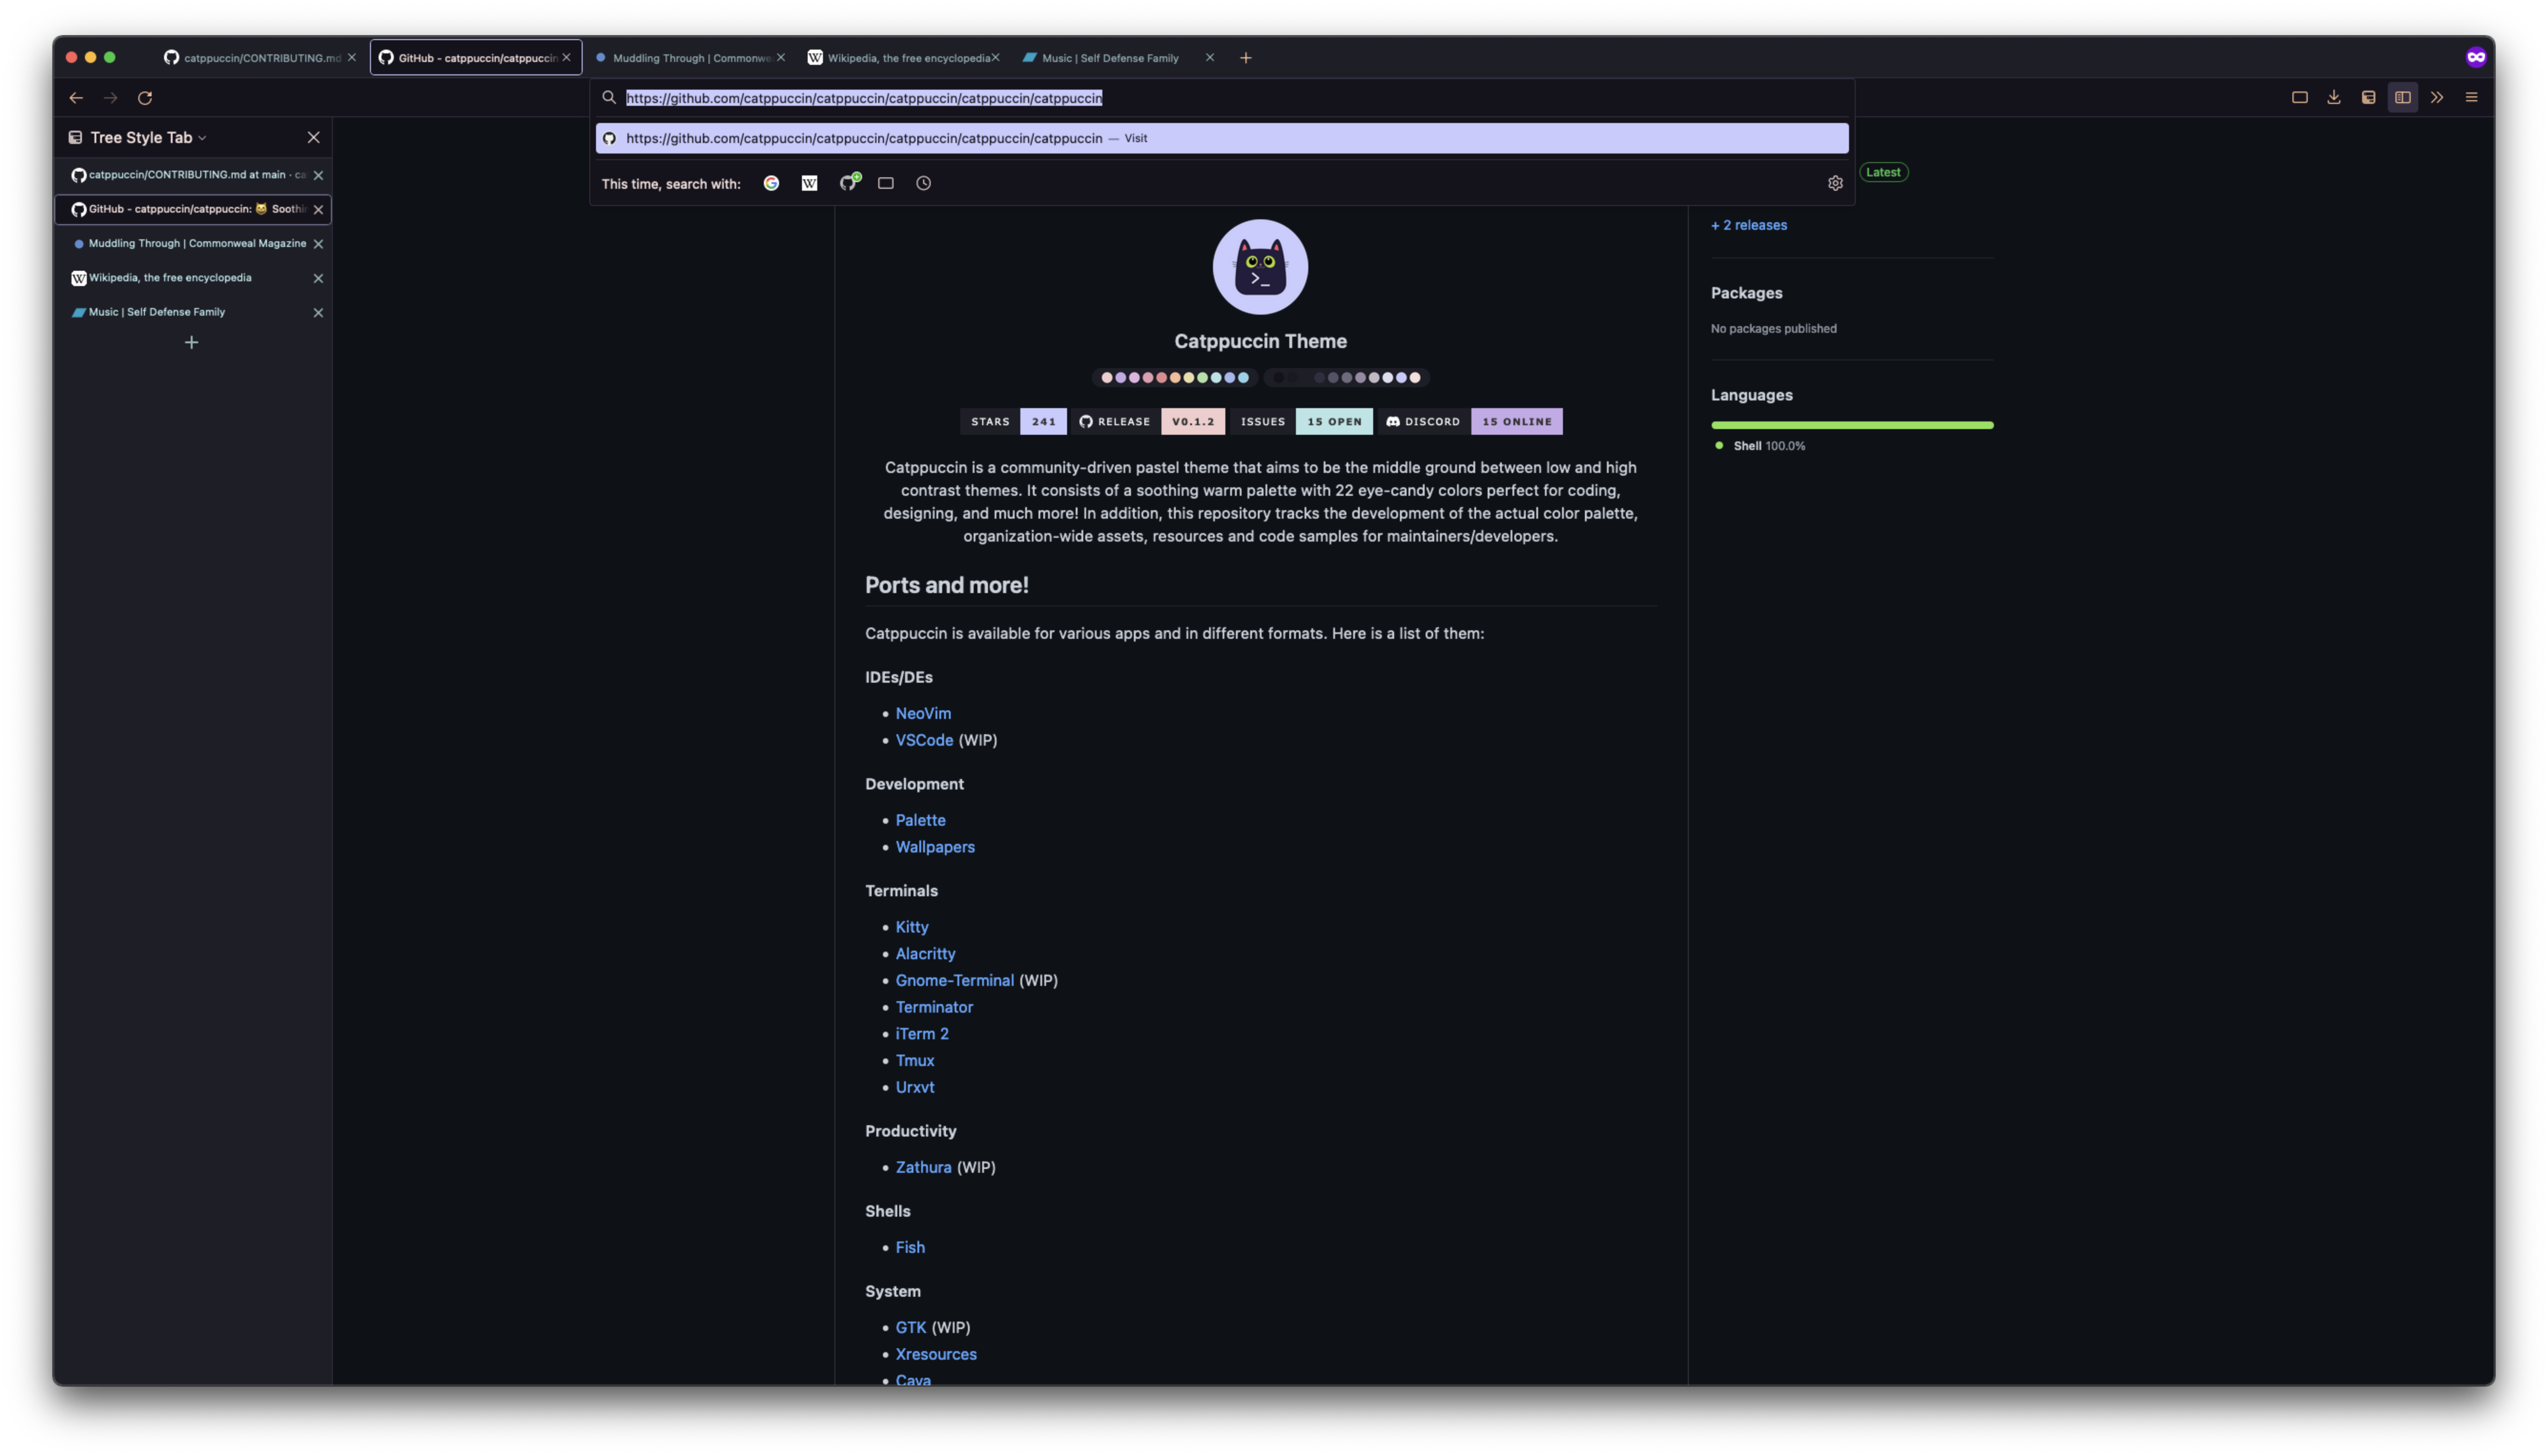 catppuccin/CONTRIBUTING.md
GitHub - catppuccin/catppuccin
Muddling Through | Commonwe
Wikipedia, the free encyclopedia
Music | Self Defense Family
https://github.com/catppuccin/catppuccin/catppuccin/catppuccin/catppuccin
https://github.com/catppuccin/catppuccin/catppuccin/catppuccin/catppuccin — Visit
This time, search with:
Tree Style Tab
catppuccin/CONTRIBUTING.md at main · ca
GitHub - catppuccin/catppuccin: 😸 Soothi
Muddling Through | Commonweal Magazine
Wikipedia, the free encyclopedia
Music | Self Defense Family
Catppuccin Theme
STARS 241 RELEASE V0.1.2 ISSUES 15 OPEN DISCORD 15 ONLINE
Catppuccin is a community-driven pastel theme that aims to be the middle ground between low and high
contrast themes. It consists of a soothing warm palette with 22 eye-candy colors perfect for coding,
designing, and much more! In addition, this repository tracks the development of the actual color palette,
organization-wide assets, resources and code samples for maintainers/developers.
Ports and more!
Catppuccin is available for various apps and in different formats. Here is a list of them:
IDEs/DEs
• NeoVim
• VSCode (WIP)
Development
• Palette
• Wallpapers
Terminals
• Kitty
• Alacritty
• Gnome-Terminal (WIP)
• Terminator
• iTerm 2
• Tmux
• Urxvt
Productivity
• Zathura (WIP)
Shells
• Fish
System
• GTK (WIP)
• Xresources
• Cava
Latest
+ 2 releases
Packages
No packages published
Languages
Shell 100.0%